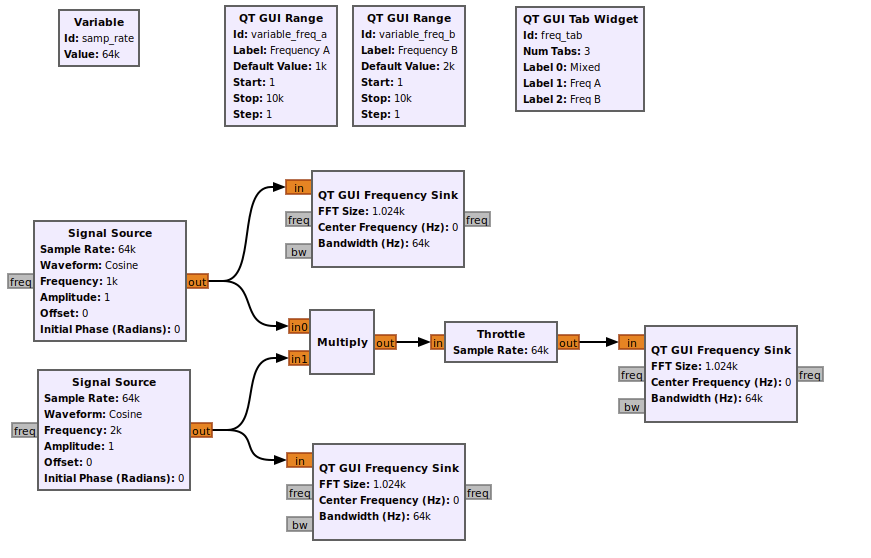 Variable
Id: samp_rate
Value: 64k
QT GUI Range
Id: variable_freq_a
Label: Frequency A
Default Value: 1k
Start: 1
Stop: 10k
Step: 1
QT GUI Range
Id: variable_freq_b
Label: Frequency B
Default Value: 2k
Start: 1
Stop: 10k
Step: 1
QT GUI Tab Widget
Id: freq_tab
Num Tabs: 3
Label 0: Mixed
Label 1: Freq A
Label 2: Freq B
freq
Signal Source
Sample Rate: 64k
Waveform: Cosine
Frequency: 1k
Amplitude: 1
Offset: 0
Initial Phase (Radians): 0
out
in
freq
bw
QT GUI Frequency Sink
FFT Size: 1.024k
Center Frequency (Hz): 0
Bandwidth (Hz): 64k
freq
in0
in1
Multiply
out
in
Throttle
Sample Rate: 64k
out
in
freq
bw
QT GUI Frequency Sink
FFT Size: 1.024k
Center Frequency (Hz): 0
Bandwidth (Hz): 64k
freq
freq
Signal Source
Sample Rate: 64k
Waveform: Cosine
Frequency: 2k
Amplitude: 1
Offset: 0
Initial Phase (Radians): 0
out
in
freq
bw
QT GUI Frequency Sink
FFT Size: 1.024k
Center Frequency (Hz): 0
Bandwidth (Hz): 64k
freq